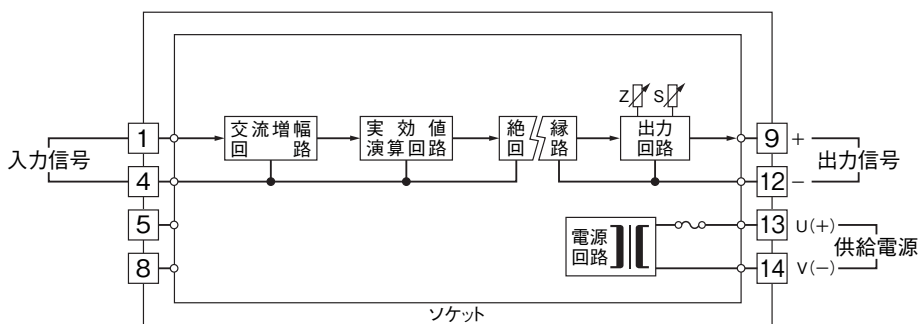 Z S
1
交流増幅
回 路
実 効 値
演算回路
絶 縁
回 路
出力
回路
9 +
入力信号
出力信号
4
12 −
5
電源
回路
13 U(+)
供給電源
8
14 V(−)
ソケット